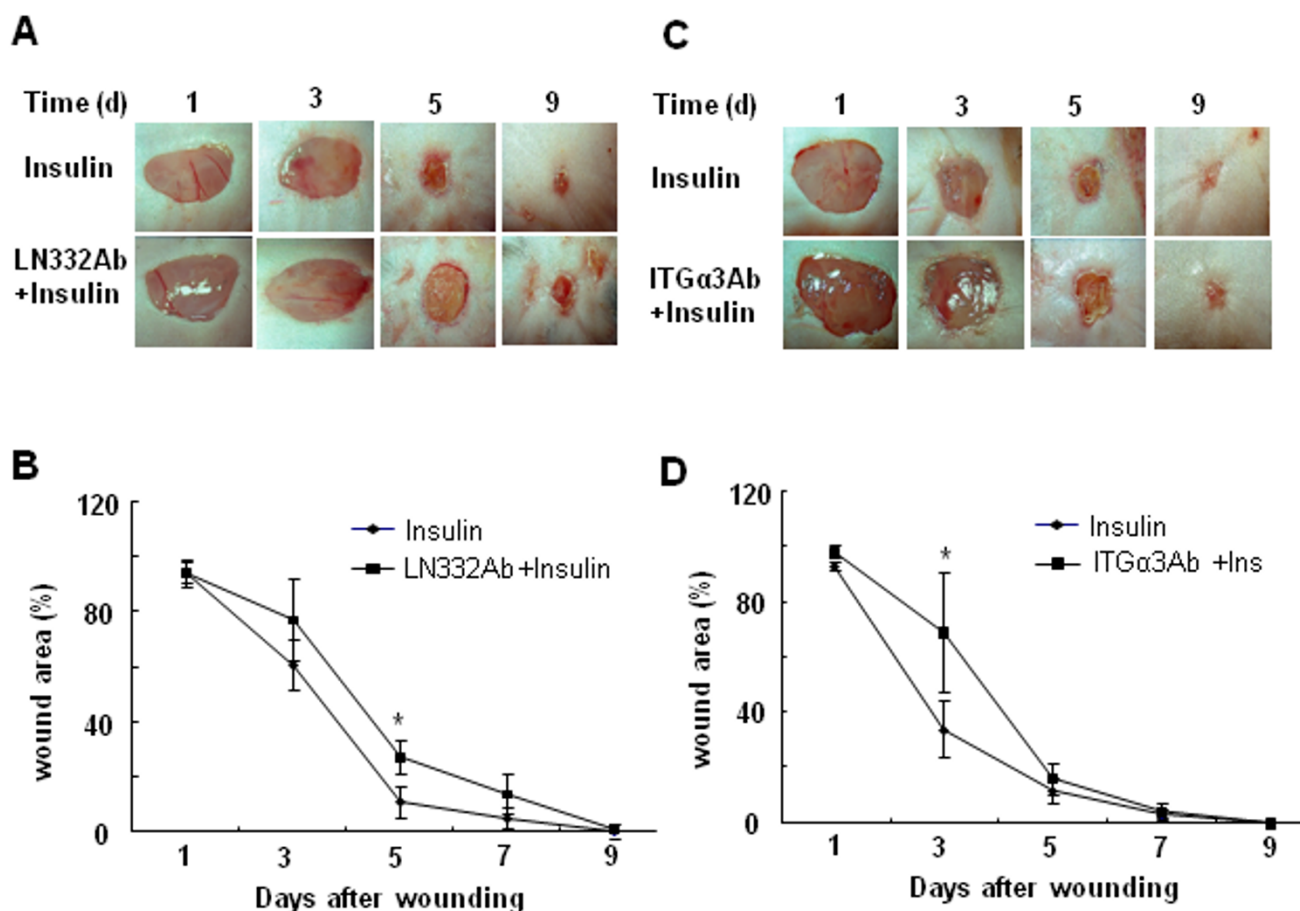 A
Time (d) 1 3 5 9
Insulin
LN332Ab
+Insulin
C
Time (d) 1 3 5 9
Insulin
ITGα3Ab
+Insulin
B
120
80
40
0
wound area (%)
Insulin
LN332Ab+Insulin
*
1 3 5 7 9
Days after wounding
D
120
80
40
0
wound area (%)
Insulin
ITGα3Ab +Ins
*
1 3 5 7 9
Days after wounding